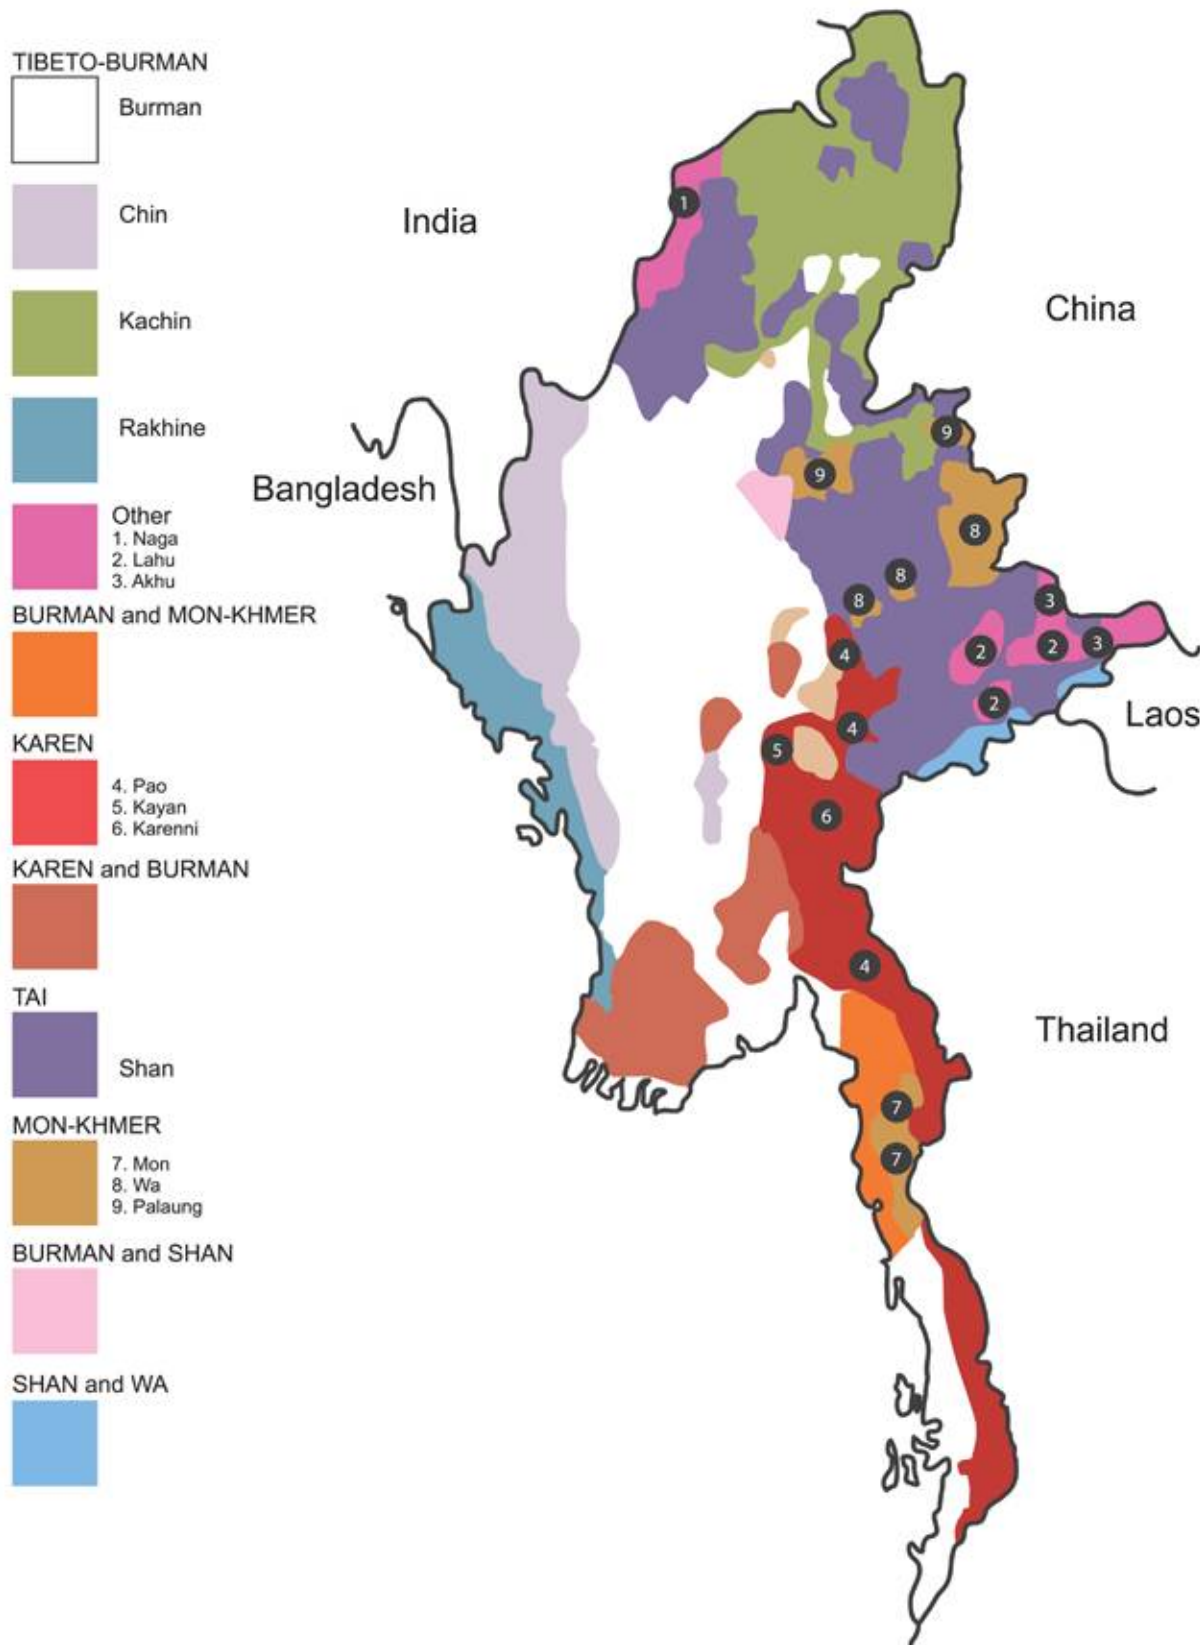 TIBETO-BURMAN
Burman
Chin
Kachin
Rakhine
Other
1. Naga
2. Lahu
3. Akhu
BURMAN and MON-KHMER
KAREN
4. Pao
5. Kayan
6. Karenni
KAREN and BURMAN
TAI
Shan
MON-KHMER
7. Mon
8. Wa
9. Palaung
BURMAN and SHAN
SHAN and WA
India
China
Bangladesh
Laos
Thailand
1
9
9
8
8
8
3
4
2
2
3
2
4
5
6
4
7
7